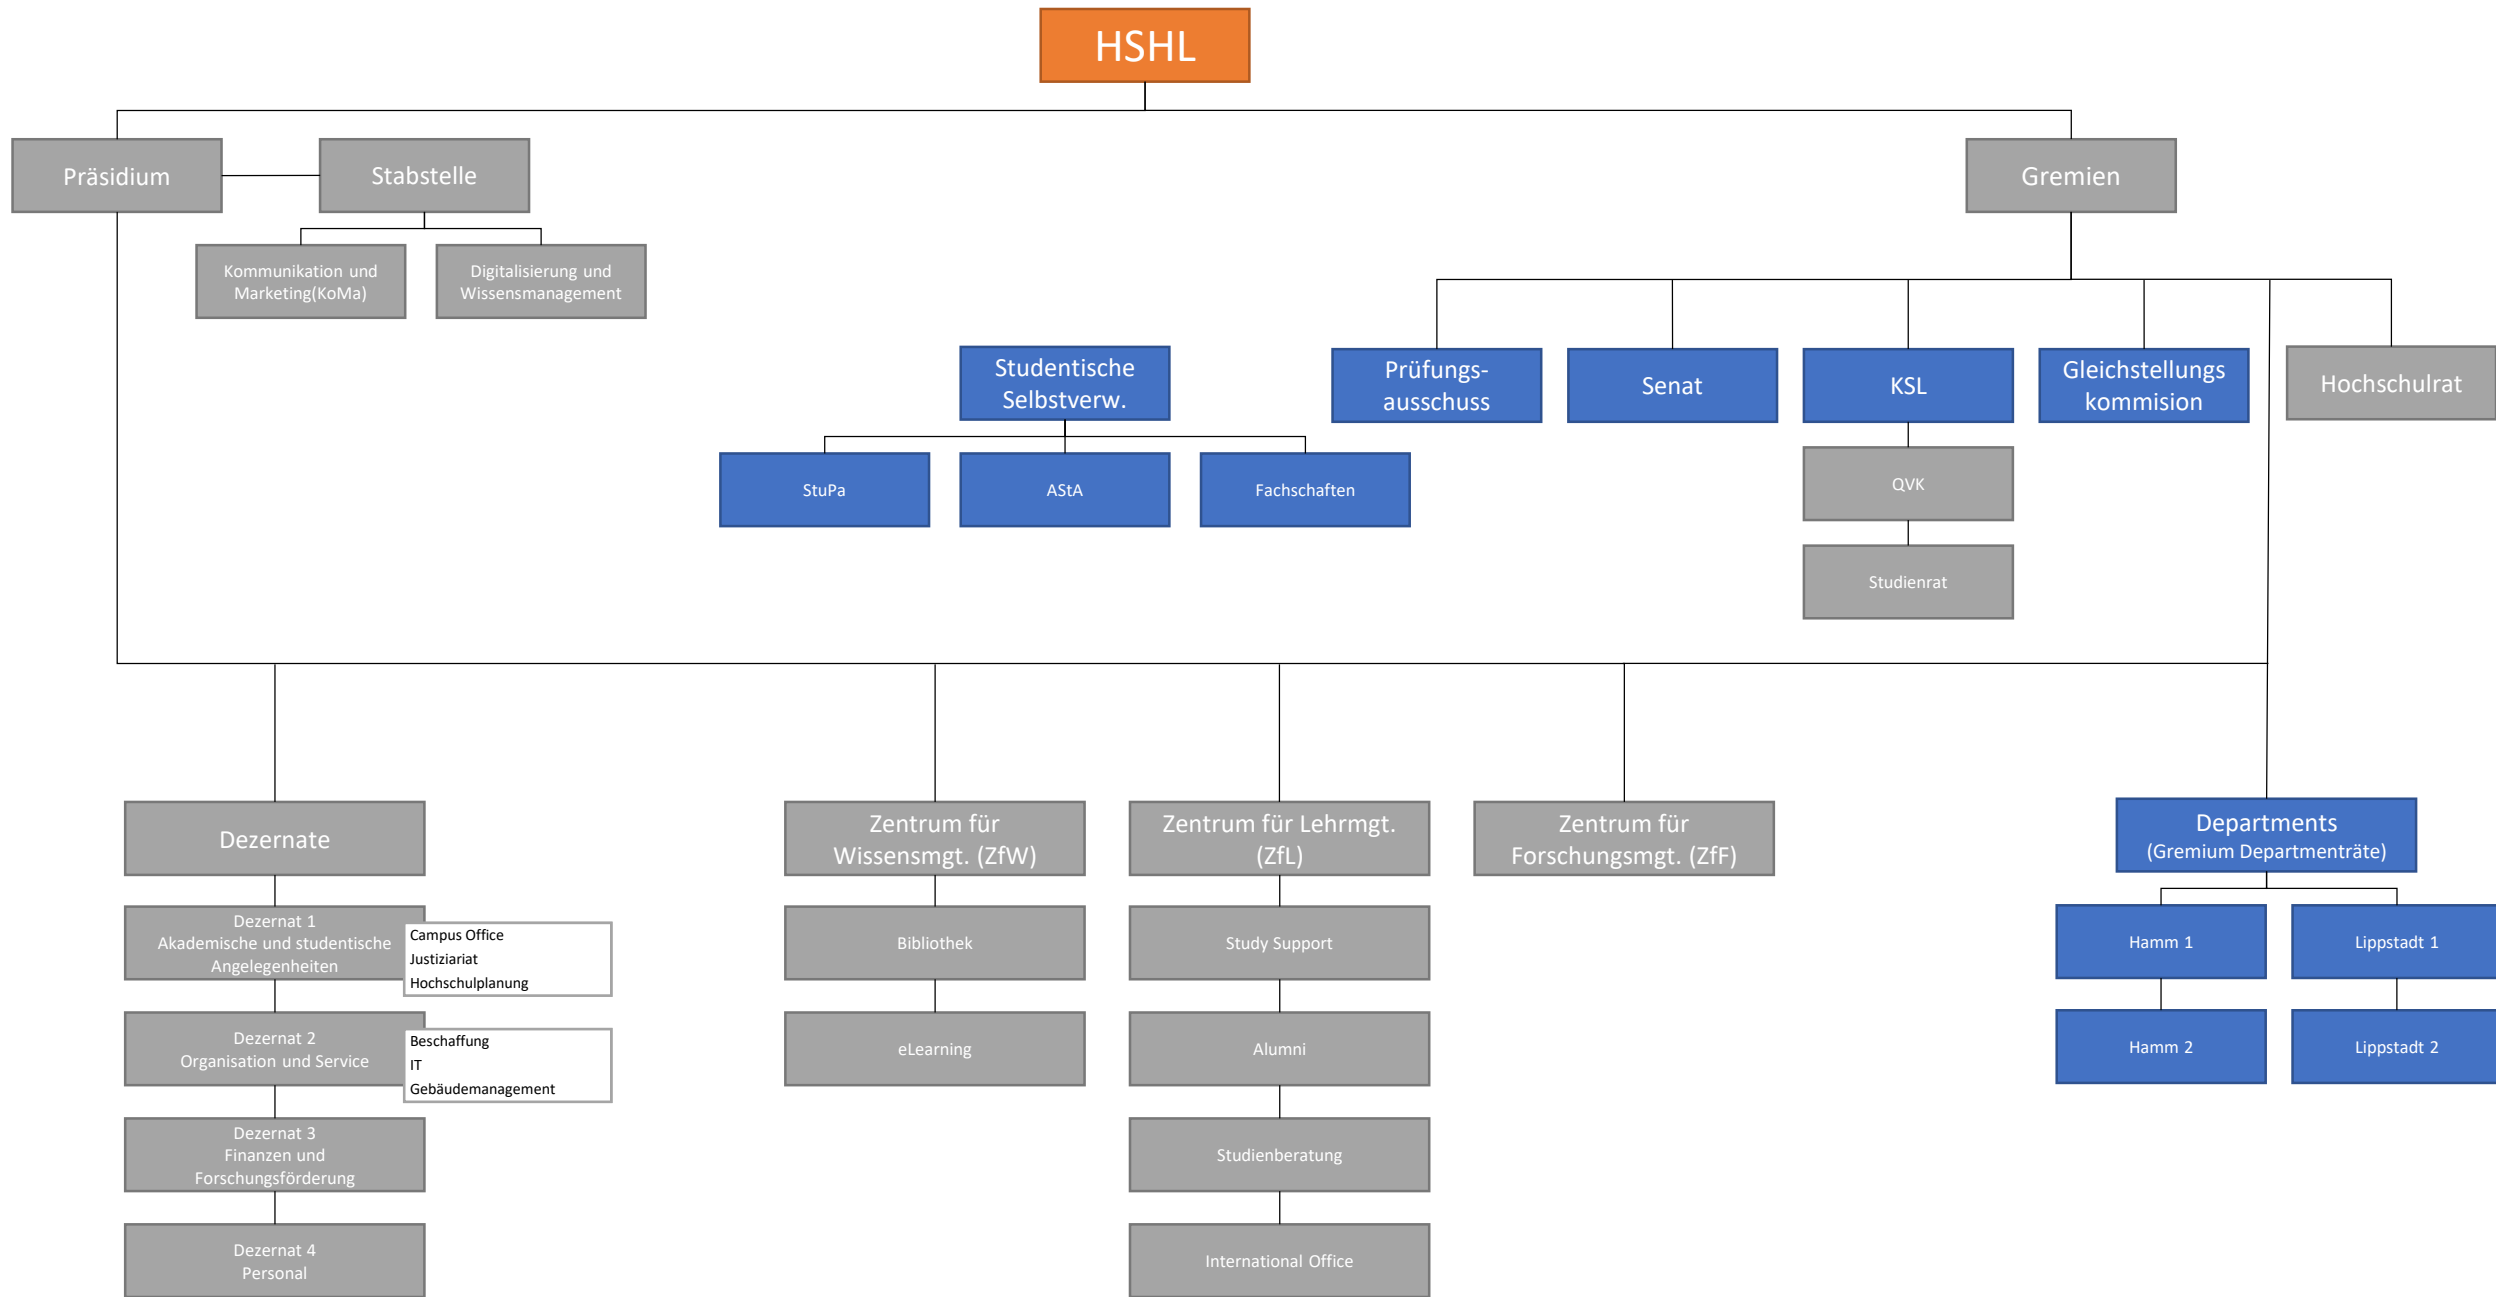 HSHL
Präsidium
Stabstelle
Gremien
Kommunikation und
Marketing(KoMa)
Digitalisierung und
Wissensmanagement
Studentische
Selbstverw.
Prüfungs-
ausschuss
Senat
KSL
Gleichstellungs
kommision
Hochschulrat
StuPa
AStA
Fachschaften
QVK
Studienrat
Dezernate
Zentrum für
Wissensmgt. (ZfW)
Zentrum für Lehrmgt.
(ZfL)
Zentrum für
Forschungsmgt. (ZfF)
Departments
(Gremium Departmenträte)
Dezernat 1
Akademische und studentische
Angelegenheiten
Campus Office
Justiziariat
Hochschulplanung
Bibliothek
Study Support
Hamm 1
Lippstadt 1
Dezernat 2
Organisation und Service
Beschaffung
IT
Gebäudemanagement
eLearning
Alumni
Hamm 2
Lippstadt 2
Dezernat 3
Finanzen und
Forschungsförderung
Studienberatung
Dezernat 4
Personal
International Office